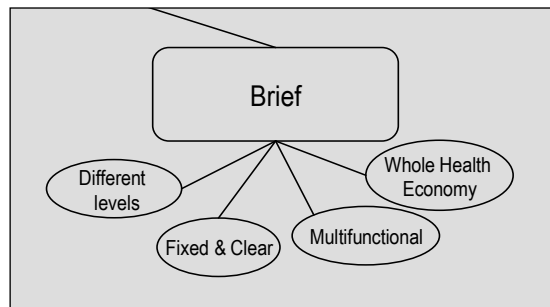 Brief
Different
levels
Fixed & Clear
Multifunctional
Whole Health
Economy